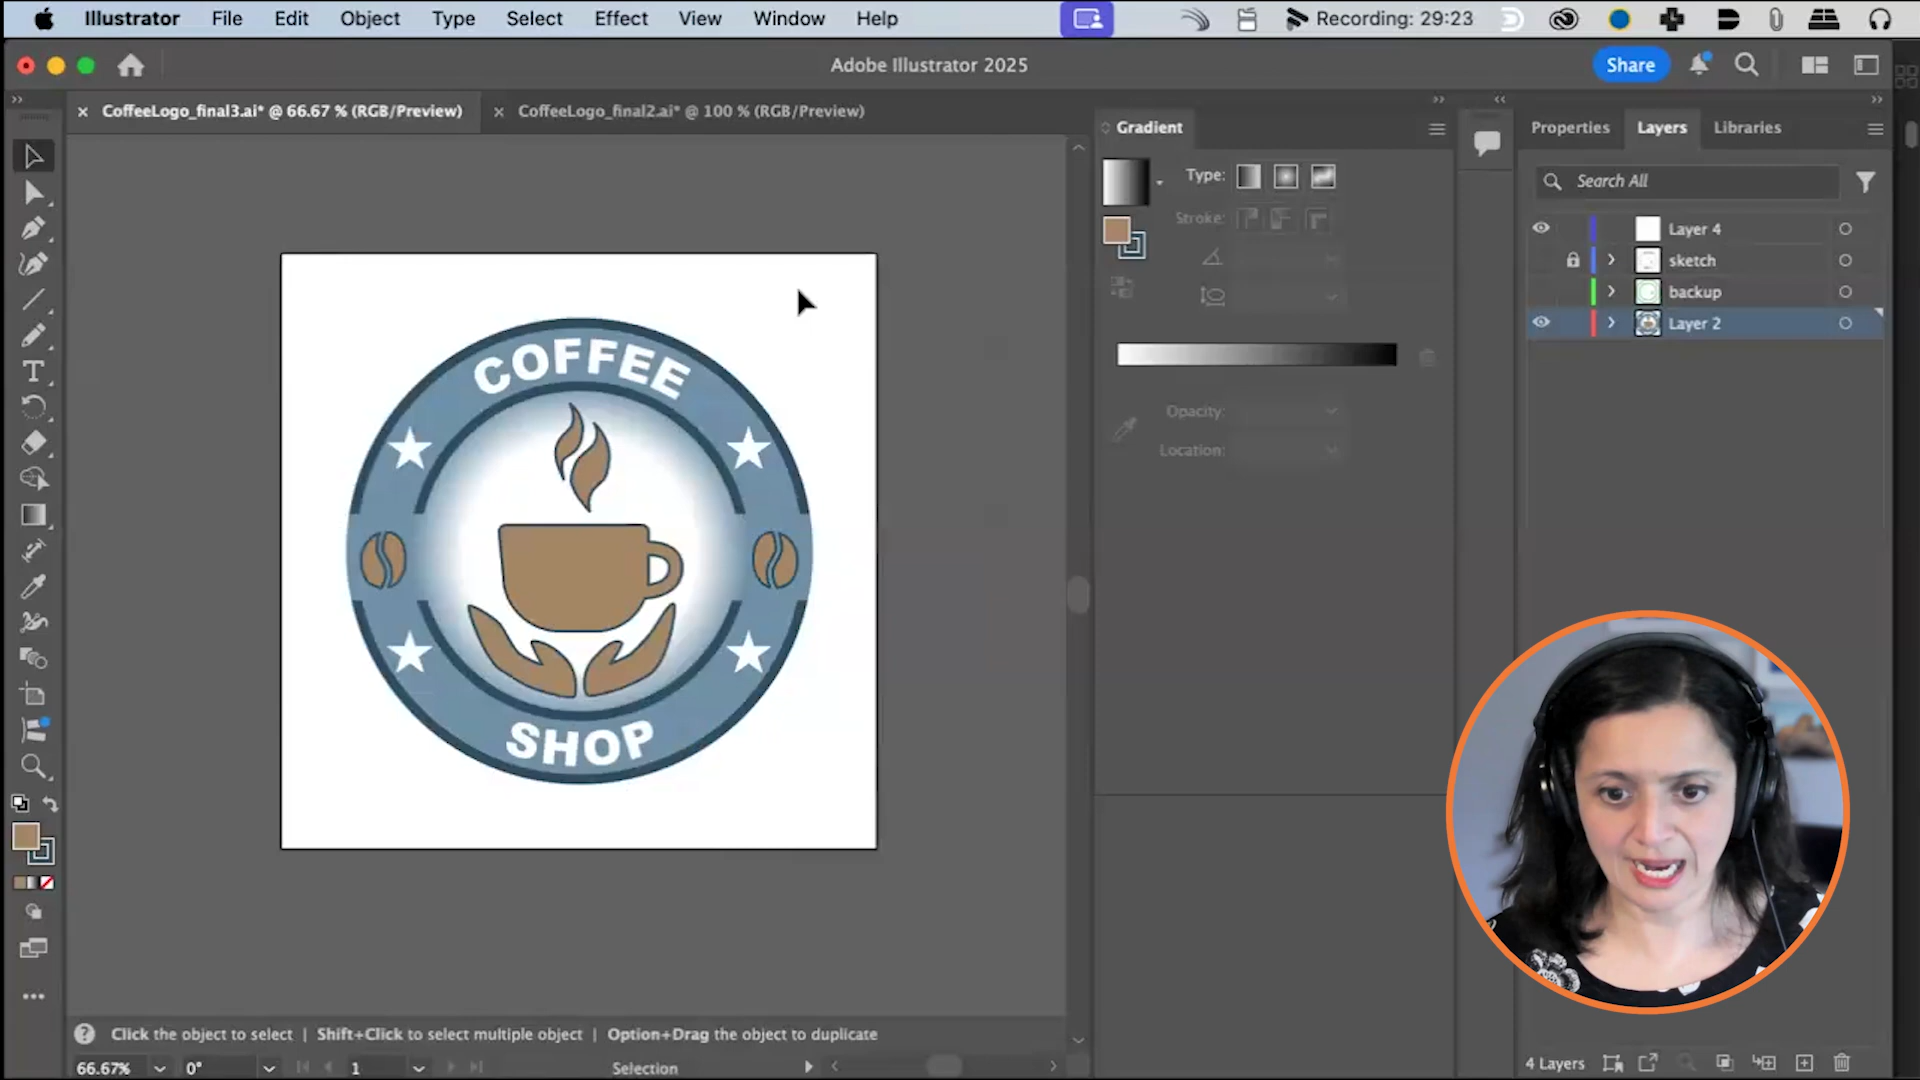 Illustrator File Edit Object Type Select Effect View Window Help Recording: 29:23
Adobe Illustrator 2025 Share
CoffeeLogo_final3.ai* @ 66.67 % (RGB/Preview) CoffeeLogo_final2.ai* @ 100 % (RGB/Preview)
Gradient
Type:
Stroke:
Opacity:
Location:
Properties Layers Libraries
Search All
Layer 4
sketch
backup
Layer 2
COFFEE
SHOP
Click the object to select | Shift+Click to select multiple object | Option+Drag the object to duplicate
66.67% 0° 1 Selection
4 Layers